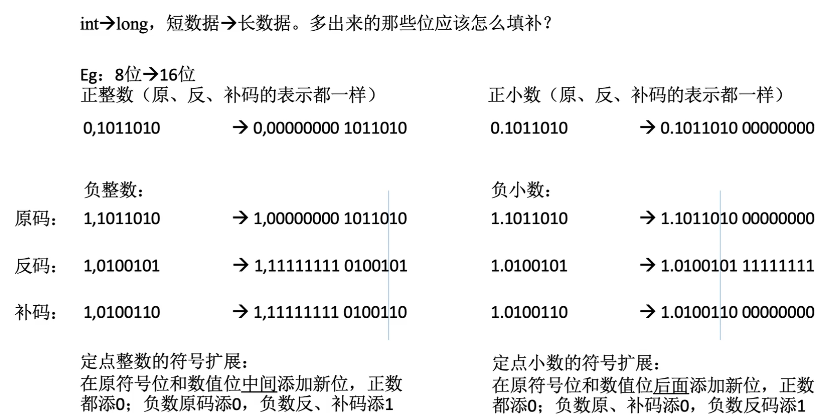 int→long，短数据→长数据。多出来的那些位应该怎么填补？
Eg：8位→16位
正整数（原、反、补码的表示都一样） 正小数（原、反、补码的表示都一样）
0,1011010 → 0,00000000 1011010 0.1011010 → 0.1011010 00000000
负整数： 负小数：
原码： 1,1011010 → 1,00000000 1011010 1.1011010 → 1.1011010 00000000
反码： 1,0100101 → 1,11111111 0100101 1.0100101 → 1.0100101 11111111
补码： 1,0100110 → 1,11111111 0100110 1.0100110 → 1.0100110 00000000
定点整数的符号扩展： 定点小数的符号扩展：
在原符号位和数值位中间添加新位，正数 在原符号位和数值位后面添加新位，正数
都添0；负数原码添0，负数反、补码添1 都添0；负数原、补码添0，负数反码添1